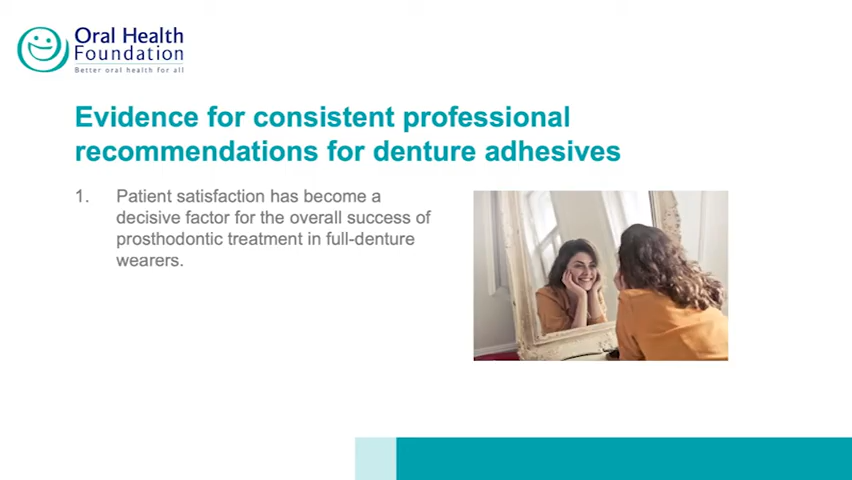 Oral Health
Foundation
Better oral health for all
Evidence for consistent professional
recommendations for denture adhesives
1. Patient satisfaction has become a
decisive factor for the overall success of
prosthodontic treatment in full-denture
wearers.